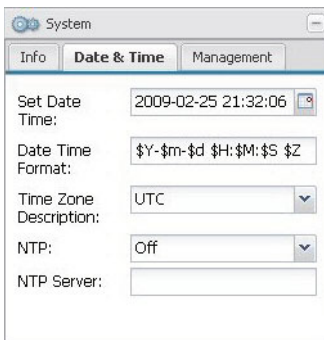 System
Info Date & Time Management
Set Date Time: 2009-02-25 21:32:06
Date Time Format: $Y-$m-$d $H:$M:$S $Z
Time Zone Description: UTC
NTP: Off
NTP Server: